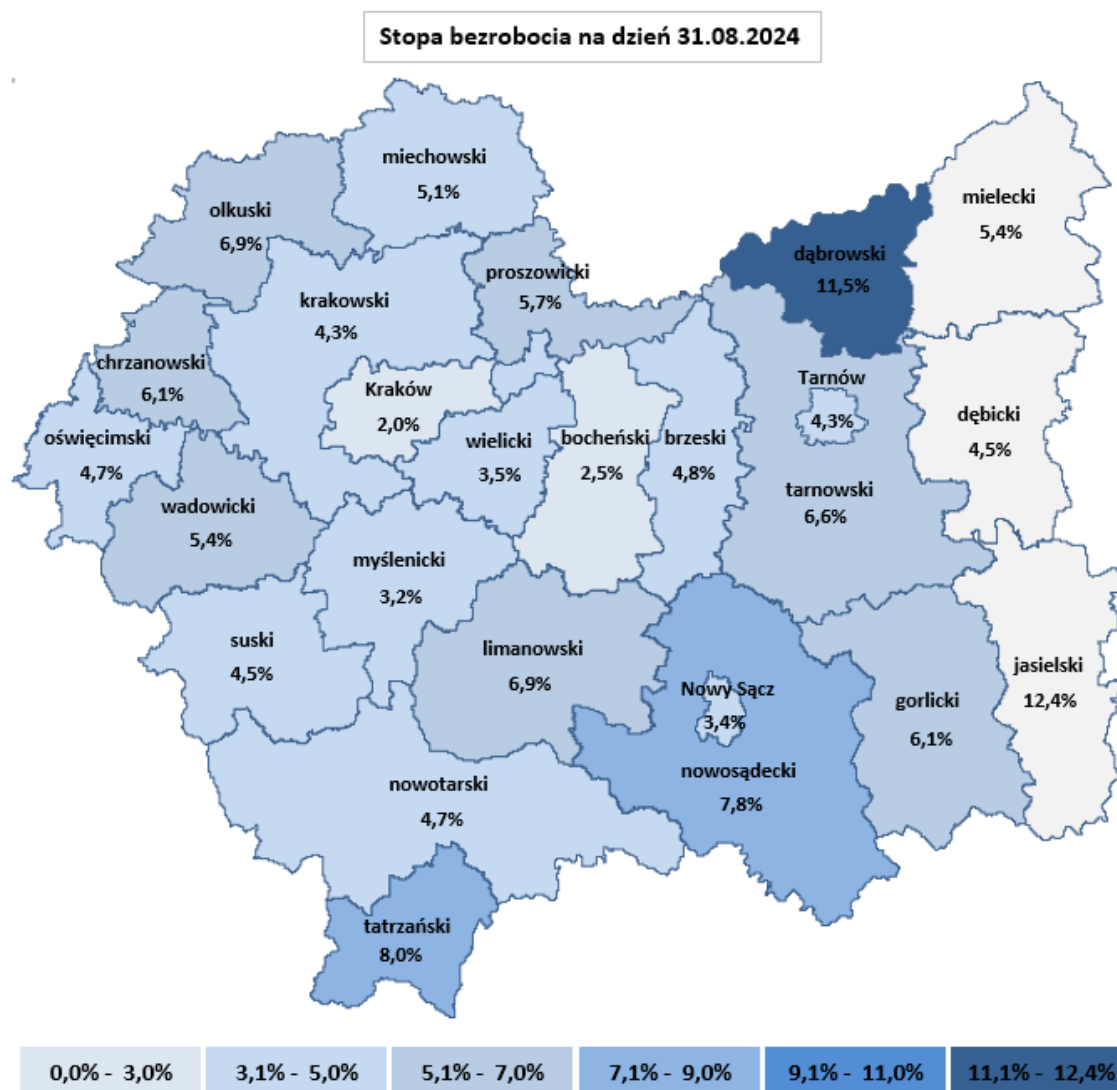 Stopa bezrobocia na dzień 31.08.2024
miechowski
5,1%
mielecki
5,4%
olkuski
6,9%
dąbrowski
11,5%
proszowicki
5,7%
krakowski
4,3%
chrzanowski
6,1%
Kraków
2,0%
Tarnów
4,3%
dębicki
4,5%
oświęcimski
4,7%
wielicki
3,5%
bocheński
2,5%
brzeski
4,8%
tarnowski
6,6%
wadowicki
5,4%
myślenicki
3,2%
suski
4,5%
limanowski
6,9%
jasielski
12,4%
Nowy Sącz
3,4%
gorlicki
6,1%
nowosądecki
7,8%
nowotarski
4,7%
tatrzański
8,0%
0,0% - 3,0% 3,1% - 5,0% 5,1% - 7,0% 7,1% - 9,0% 9,1% - 11,0% 11,1% - 12,4%